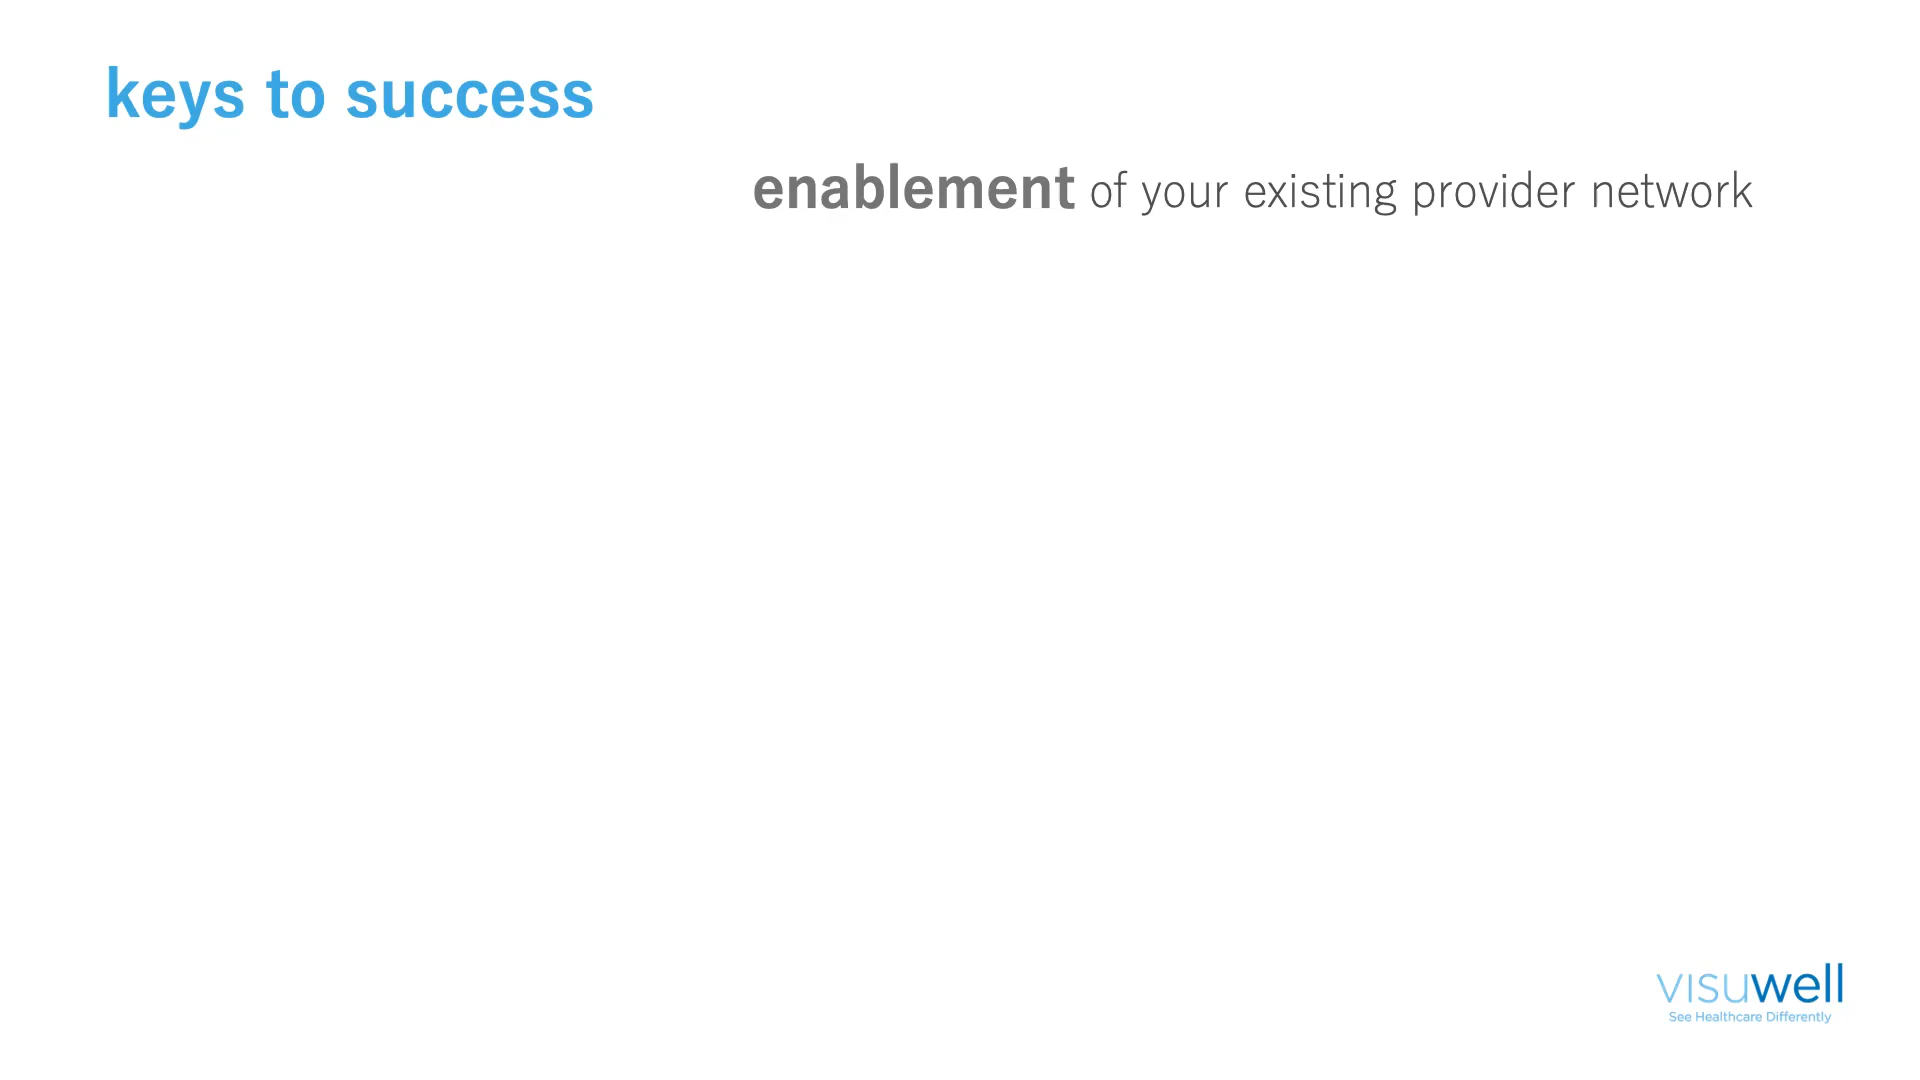 keys to success
enablement of your existing provider network
visuwell
See Healthcare Differently